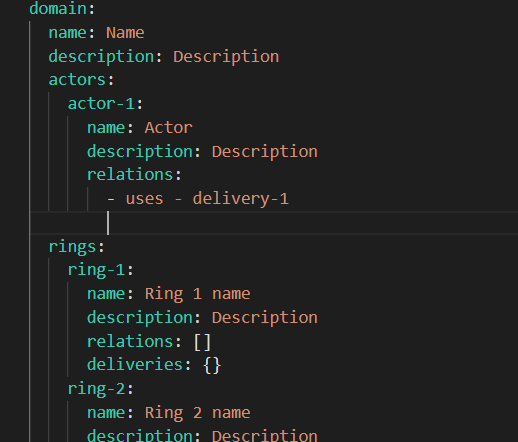 domain:
  name: Name
  description: Description
  actors:
    actor-1:
      name: Actor
      description: Description
      relations:
        - uses - delivery-1
  rings:
    ring-1:
      name: Ring 1 name
      description: Description
      relations: []
      deliveries: {}
    ring-2:
      name: Ring 2 name
      description: Description